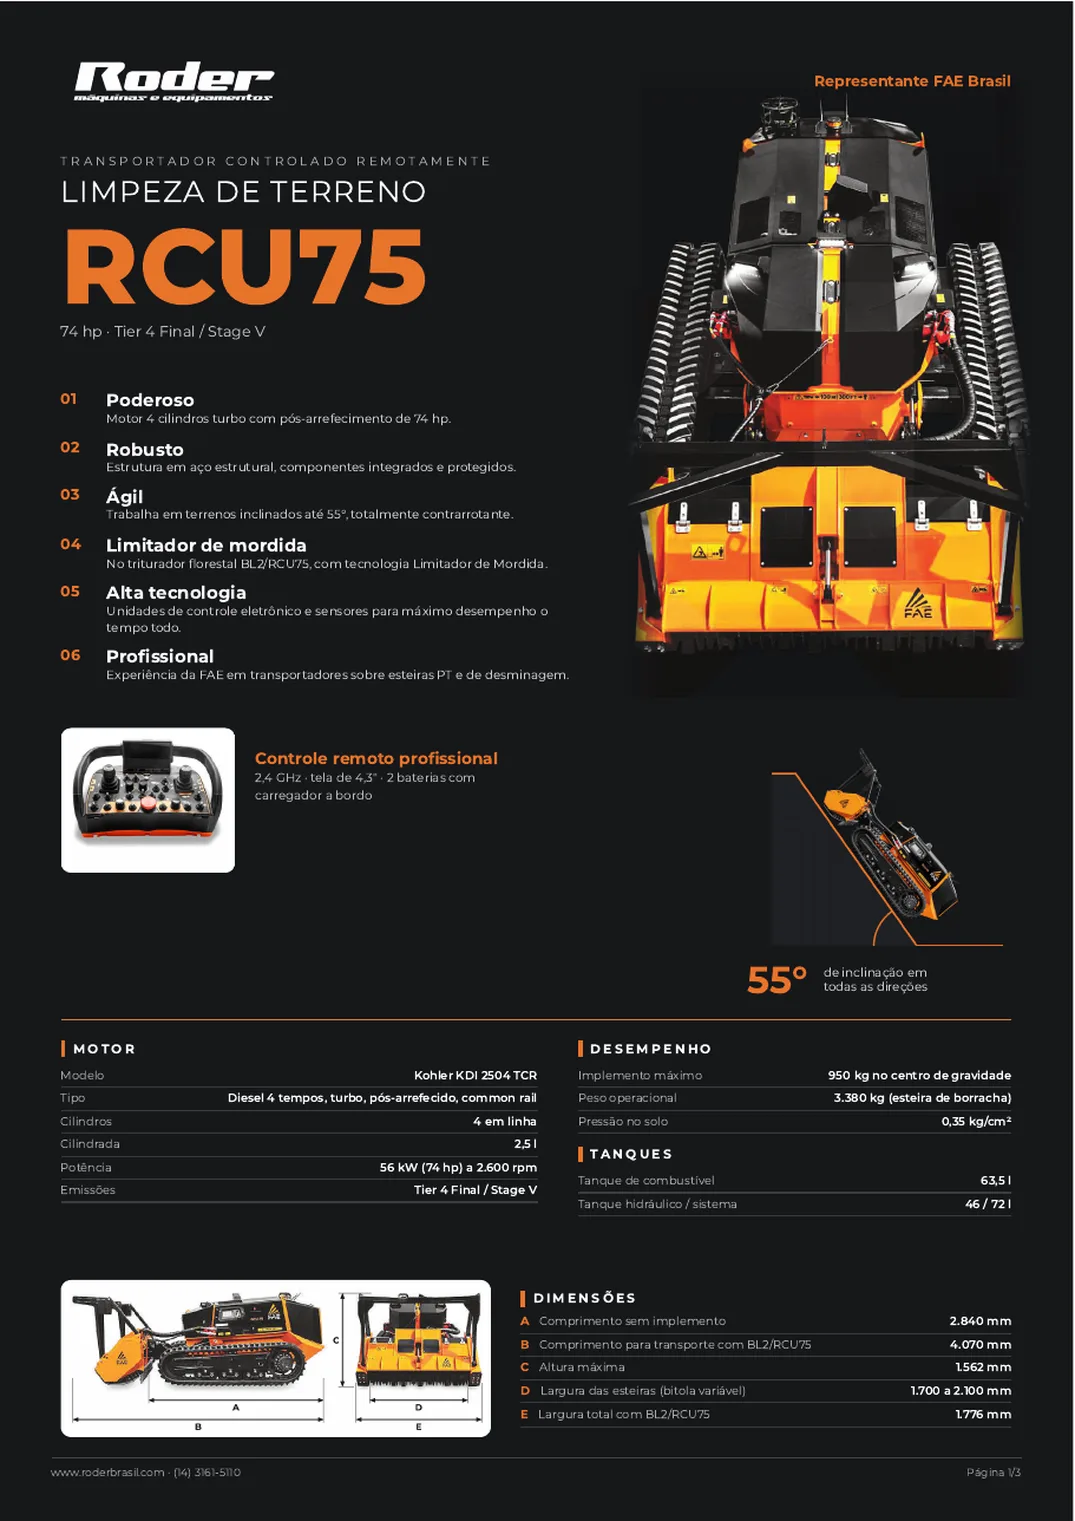 Roder
máquinas e equipamentos
Representante FAE Brasil
TRANSPORTADOR CONTROLADO REMOTAMENTE
LIMPEZA DE TERRENO
RCU75
74 hp · Tier 4 Final / Stage V
01 Poderoso
Motor 4 cilindros turbo com pós-arrefecimento de 74 hp.
02 Robusto
Estrutura em aço estrutural, componentes integrados e protegidos.
03 Ágil
Trabalha em terrenos inclinados até 55°, totalmente contrarrotante.
04 Limitador de mordida
No triturador florestal BL2/RCU75, com tecnologia Limitador de Mordida.
05 Alta tecnologia
Unidades de controle eletrônico e sensores para máximo desempenho o
tempo todo.
06 Profissional
Experiência da FAE em transportadores sobre esteiras PT e de desminagem.
FAE
Controle remoto profissional
2,4 GHz · tela de 4,3" · 2 baterias com
carregador a bordo
55° de inclinação em
todas as direções
MOTOR
Modelo Kohler KDI 2504 TCR
Tipo Diesel 4 tempos, turbo, pós-arrefecido, common rail
Cilindros 4 em linha
Cilindrada 2,5 l
Potência 56 kW (74 hp) a 2.600 rpm
Emissões Tier 4 Final / Stage V
DESEMPENHO
Implemento máximo 950 kg no centro de gravidade
Peso operacional 3.380 kg (esteira de borracha)
Pressão no solo 0,35 kg/cm²
TANQUES
Tanque de combustível 63,5 l
Tanque hidráulico / sistema 46 / 72 l
FAE
FAE
A
B
C
D
E
DIMENSÕES
A Comprimento sem implemento 2.840 mm
B Comprimento para transporte com BL2/RCU75 4.070 mm
C Altura máxima 1.562 mm
D Largura das esteiras (bitola variável) 1.700 a 2.100 mm
E Largura total com BL2/RCU75 1.776 mm
www.roderbrasil.com · (14) 3161-5110
Página 1/3